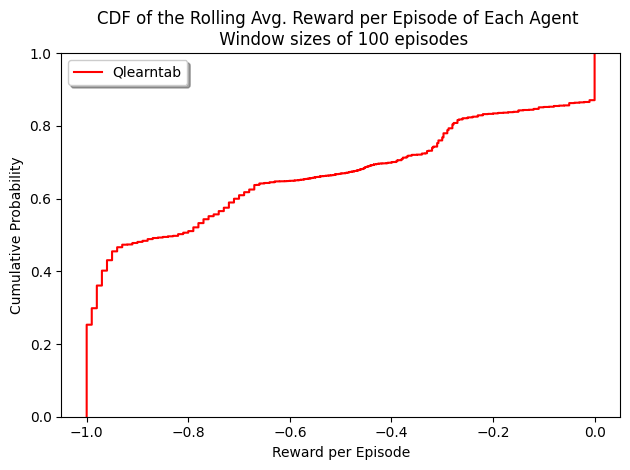 CDF of the Rolling Avg. Reward per Episode of Each Agent
Window sizes of 100 episodes
Qlearntab
Cumulative Probability
1.0
0.8
0.6
0.4
0.2
0.0
−1.0 −0.8 −0.6 −0.4 −0.2 0.0
Reward per Episode